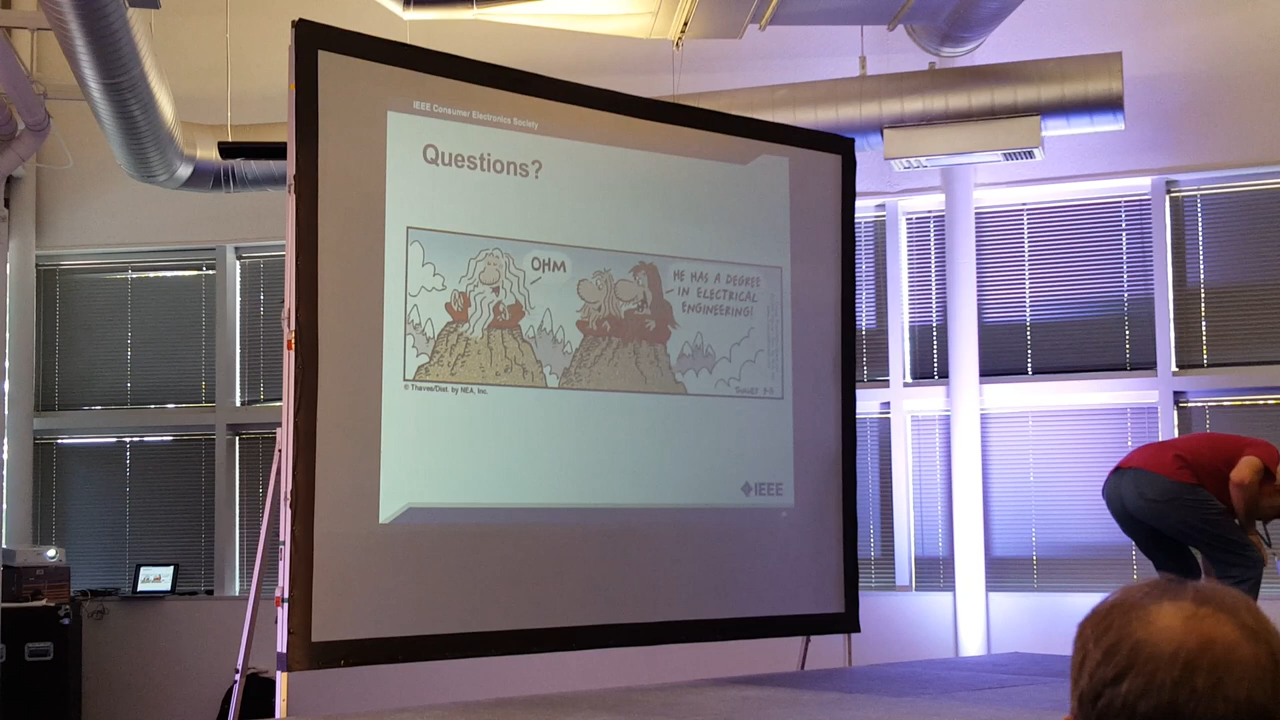 IEEE Consumer Electronics Society
Questions?
OHM
HE HAS A DEGREE
IN ELECTRICAL
ENGINEERING!
© Thaves/Dist. by NEA, Inc.
IEEE